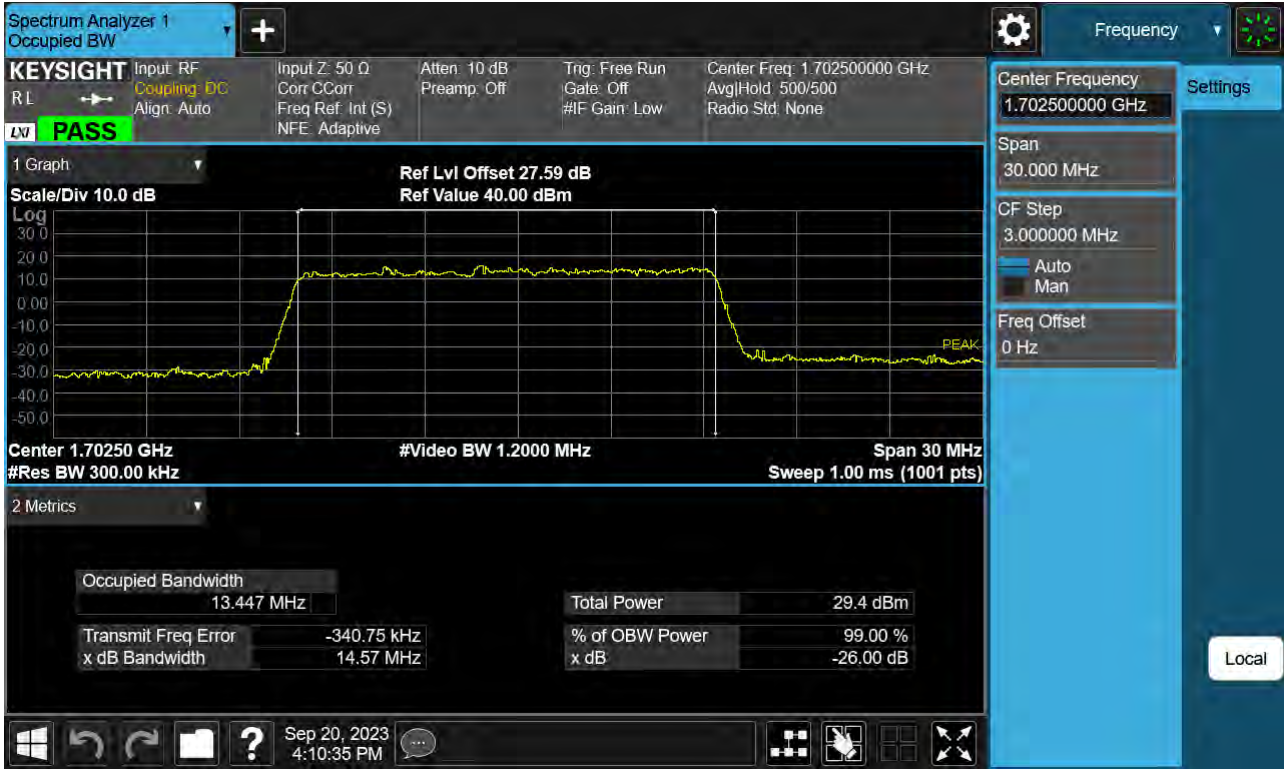 Spectrum Analyzer 1
Occupied BW
Frequency
KEYSIGHT
R L
LXI
PASS
Input: RF
Coupling: DC
Align: Auto
Input Z: 50 Ω
Corr CCorr
Freq Ref: Int (S)
NFE: Adaptive
Atten: 10 dB
Preamp: Off
Trig: Free Run
Gate: Off
#IF Gain: Low
Center Freq: 1.702500000 GHz
Avg|Hold: 500/500
Radio Std: None
Center Frequency
1.702500000 GHz
Settings
Span
30.000 MHz
CF Step
3.000000 MHz
Auto
Man
Freq Offset
0 Hz
1 Graph
Ref Lvl Offset 27.59 dB
Scale/Div 10.0 dB
Ref Value 40.00 dBm
Log
30.0
20.0
10.0
0.00
-10.0
-20.0
-30.0
-40.0
-50.0
PEAK
Center 1.70250 GHz
#Video BW 1.2000 MHz
Span 30 MHz
#Res BW 300.00 kHz
Sweep 1.00 ms (1001 pts)
2 Metrics
Occupied Bandwidth
13.447 MHz
Total Power 29.4 dBm
Transmit Freq Error -340.75 kHz
% of OBW Power 99.00 %
x dB Bandwidth 14.57 MHz
x dB -26.00 dB
Local
?
Sep 20, 2023
4:10:35 PM